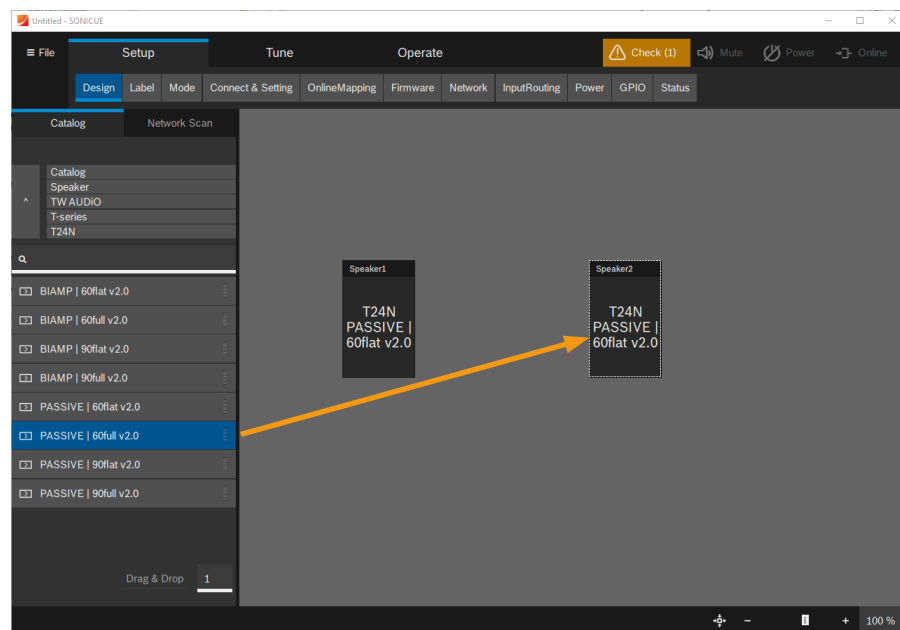 Untitled - SONICUE
File
Setup
Tune
Operate
Check (1)
Mute
Power
Online
Design
Label
Mode
Connect & Setting
OnlineMapping
Firmware
Network
InputRouting
Power
GPIO
Status
Catalog
Network Scan
Catalog
Speaker
TW AUDiO
T-series
T24N
BIAMP | 60flat v2.0
BIAMP | 60full v2.0
BIAMP | 90flat v2.0
BIAMP | 90full v2.0
PASSIVE | 60flat v2.0
PASSIVE | 60full v2.0
PASSIVE | 90flat v2.0
PASSIVE | 90full v2.0
Drag & Drop
1
Speaker1
T24N
PASSIVE |
60flat v2.0
Speaker2
T24N
PASSIVE |
60flat v2.0
- + 100 %